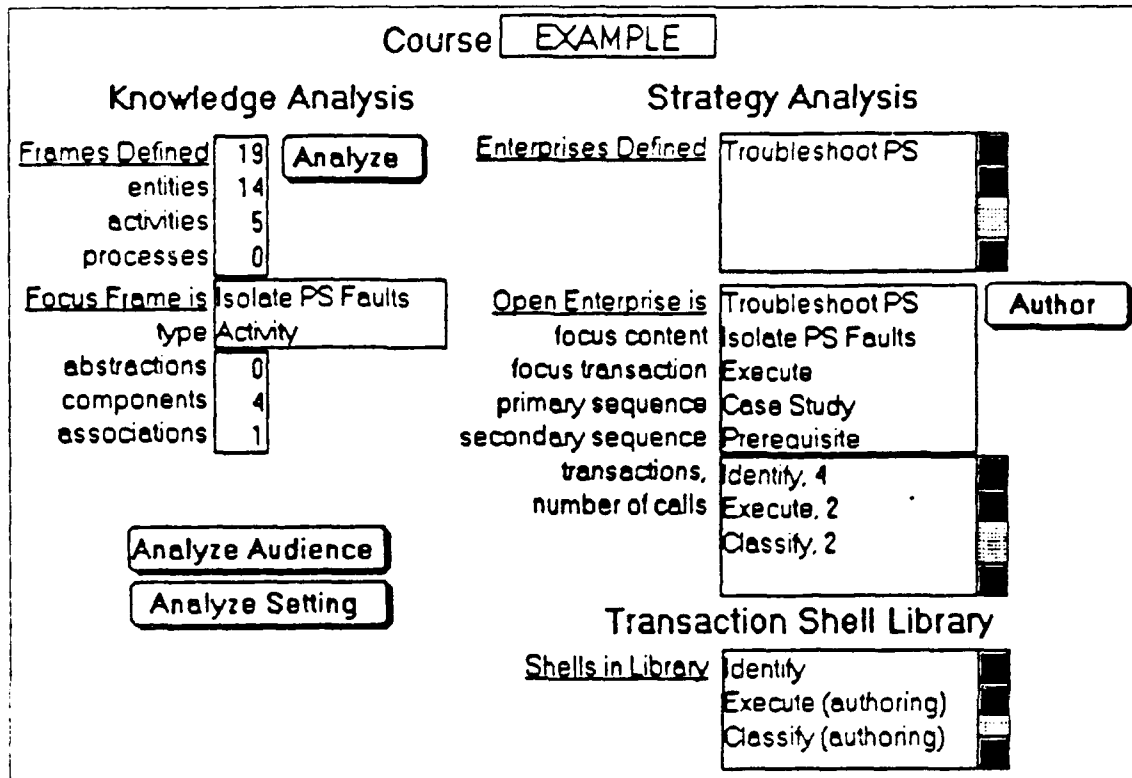 Course EXAMPLE
Knowledge Analysis
Frames Defined 19
Analyze
entities 14
activities 5
processes 0
Focus Frame is Isolate PS Faults
type Activity
abstractions 0
components 4
associations 1
Analyze Audience
Analyze Setting
Strategy Analysis
Enterprises Defined Troubleshoot PS
Open Enterprise is Troubleshoot PS
Author
focus content Isolate PS Faults
focus transaction Execute
primary sequence Case Study
secondary sequence Prerequisite
transactions, Identify, 4
number of calls Execute, 2
Classify, 2
Transaction Shell Library
Shells in Library Identify
Execute (authoring)
Classify (authoring)